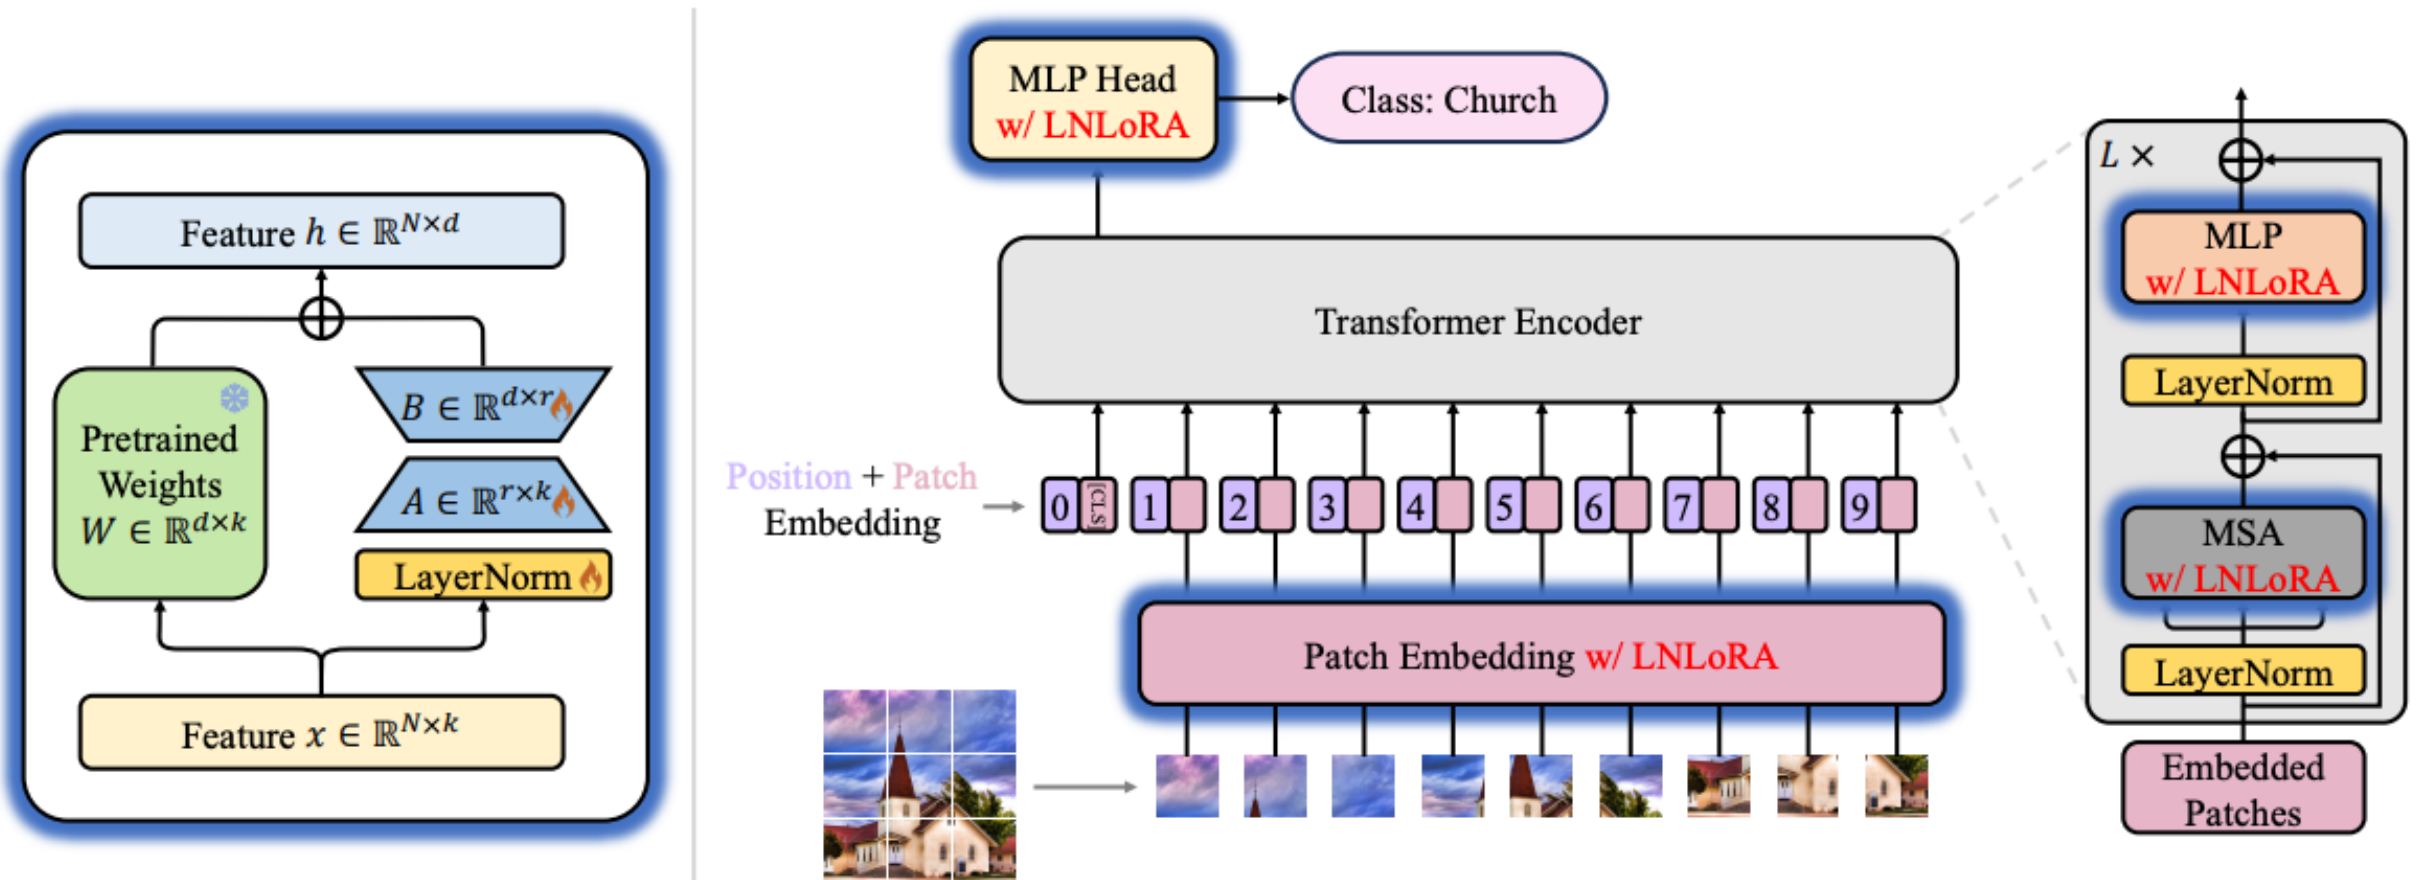 Feature h ∈ ℝ^{N×d}
Pretrained
Weights
W ∈ ℝ^{d×k}
B ∈ ℝ^{d×r}
A ∈ ℝ^{r×k}
LayerNorm
Feature x ∈ ℝ^{N×k}
MLP Head
w/ LNLoRA
Class: Church
Transformer Encoder
Position + Patch
Embedding
0 [CLS] 1 2 3 4 5 6 7 8 9
Patch Embedding w/ LNLoRA
L ×
MLP
w/ LNLoRA
LayerNorm
MSA
w/ LNLoRA
LayerNorm
Embedded
Patches